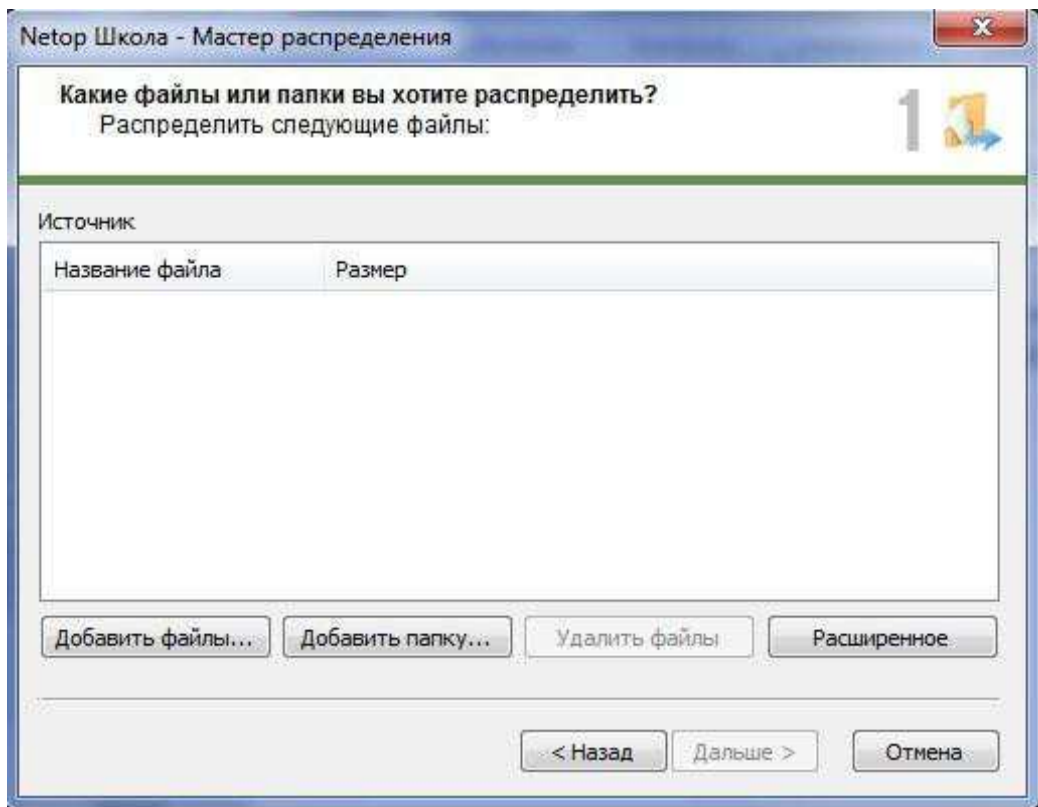 Netop Школа - Мастер распределения
x
Какие файлы или папки вы хотите распределить?
Распределить следующие файлы:
1
Источник
Название файла Размер
Добавить файлы... Добавить папку... Удалить файлы Расширенное
< Назад Дальше > Отмена